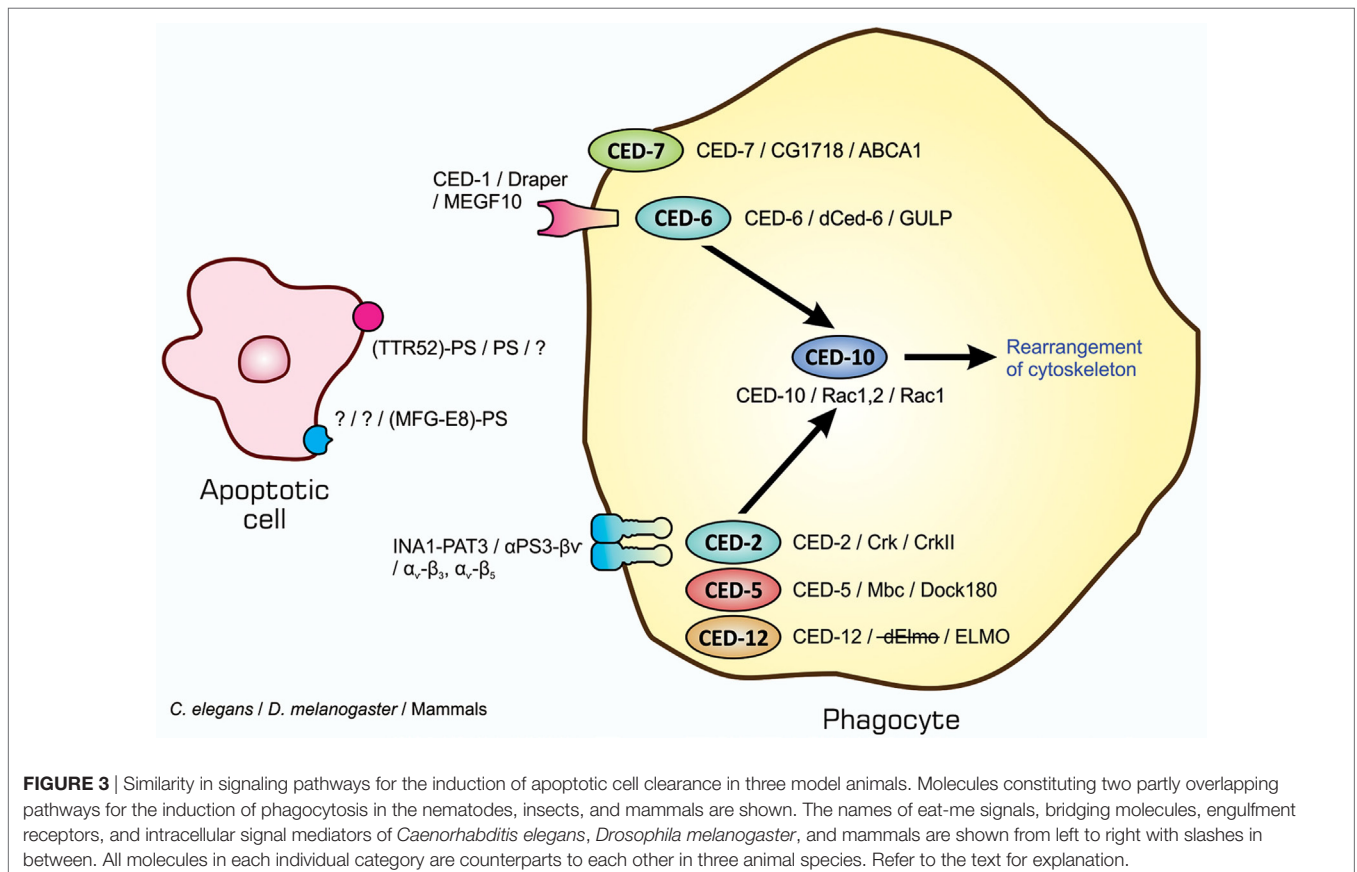 CED-7
CED-7 / CG1718 / ABCA1
CED-1 / Draper
/ MEGF10
CED-6
CED-6 / dCed-6 / GULP
(TTR52)-PS / PS / ?
CED-10
Rearrangement
of cytoskeleton
CED-10 / Rac1,2 / Rac1
? / ? / (MFG-E8)-PS
Apoptotic
cell
INA1-PAT3 / αPS3-βν
/ αᵥ-β₃, αᵥ-β₅
CED-2
CED-2 / Crk / CrkII
CED-5
CED-5 / Mbc / Dock180
CED-12
CED-12 / dElmo / ELMO
C. elegans / D. melanogaster / Mammals
Phagocyte
FIGURE 3 | Similarity in signaling pathways for the induction of apoptotic cell clearance in three model animals. Molecules constituting two partly overlapping
pathways for the induction of phagocytosis in the nematodes, insects, and mammals are shown. The names of eat-me signals, bridging molecules, engulfment
receptors, and intracellular signal mediators of Caenorhabditis elegans, Drosophila melanogaster, and mammals are shown from left to right with slashes in
between. All molecules in each individual category are counterparts to each other in three animal species. Refer to the text for explanation.